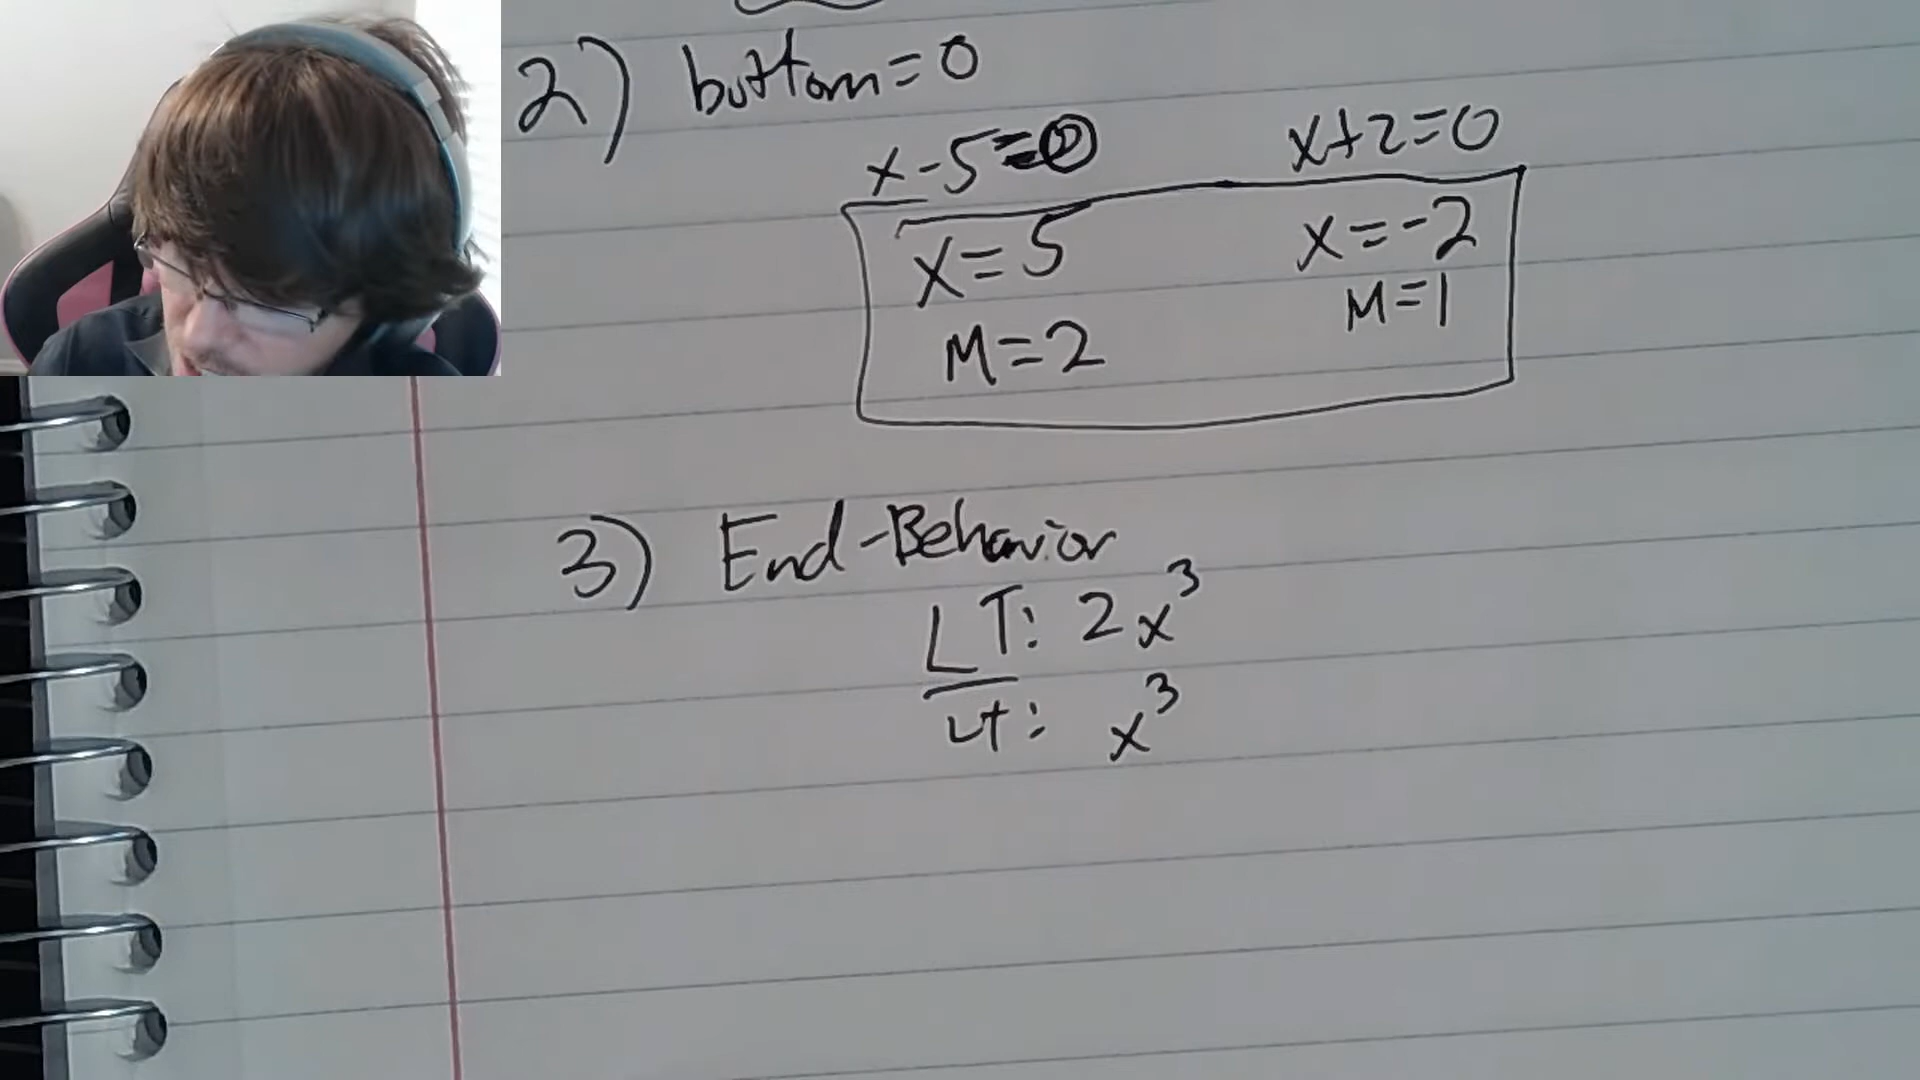 2) bottom=0
x-5=0 x+2=0
x=5 x=-2
M=2 M=1
3) End-Behavior
LT: 2x³
LT: x³